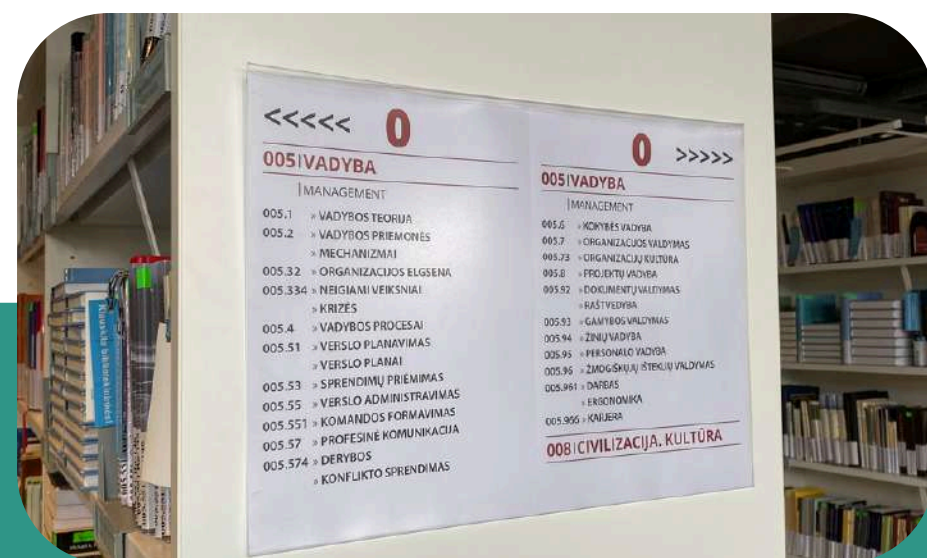 <<<<< 0
005|VADYBA
|MANAGEMENT
005.1 » VADYBOS TEORIJA
005.2 » VADYBOS PRIEMONĖS
» MECHANIZMAI
005.32 » ORGANIZACIJOS ELGSENA
005.334 » NEIGIAMI VEIKSNIAI
» KRIZĖS
005.4 » VADYBOS PROCESAI
005.51 » VERSLO PLANAVIMAS
» VERSLO PLANAI
005.53 » SPRENDIMŲ PRIĖMIMAS
005.55 » VERSLO ADMINISTRAVIMAS
005.551 » KOMANDOS FORMAVIMAS
005.57 » PROFESINĖ KOMUNIKACIJA
005.574 » DERYBOS
» KONFLIKTO SPRENDIMAS
0 >>>>>
005|VADYBA
|MANAGEMENT
005.6 » KOKYBĖS VADYBA
005.7 » ORGANIZACIJOS VALDYMAS
005.73 » ORGANIZACIJŲ KULTŪRA
005.8 » PROJEKTŲ VADYBA
005.92 » DOKUMENTŲ VALDYMAS
» RAŠTVEDYBA
005.93 » GAMYBOS VALDYMAS
005.94 » ŽINIŲ VADYBA
005.95 » PERSONALO VADYBA
005.96 » ŽMOGIŠKŲJŲ IŠTEKLIŲ VALDYMAS
005.961 » DARBAS
» ERGONOMIKA
005.966 » KARJERA
008|CIVILIZACIJA. KULTŪRA